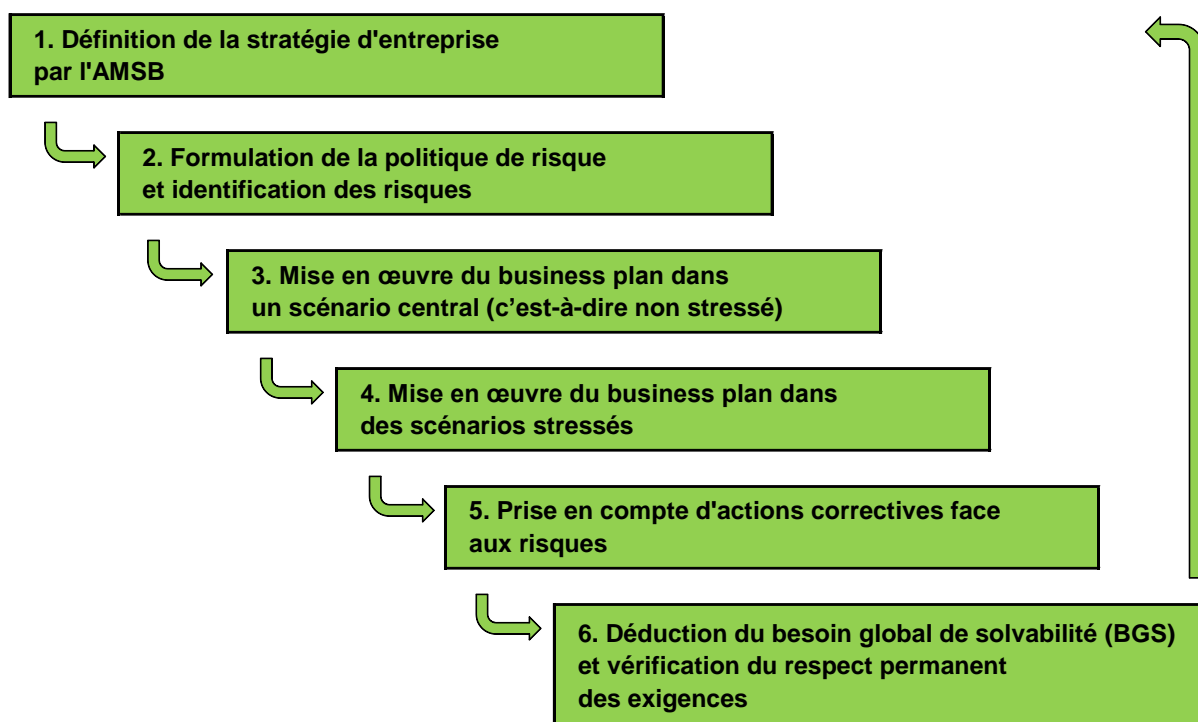 1. Définition de la stratégie d'entreprise
par l'AMSB
2. Formulation de la politique de risque
et identification des risques
3. Mise en œuvre du business plan dans
un scénario central (c’est-à-dire non stressé)
4. Mise en œuvre du business plan dans
des scénarios stressés
5. Prise en compte d'actions correctives face
aux risques
6. Déduction du besoin global de solvabilité (BGS)
et vérification du respect permanent
des exigences